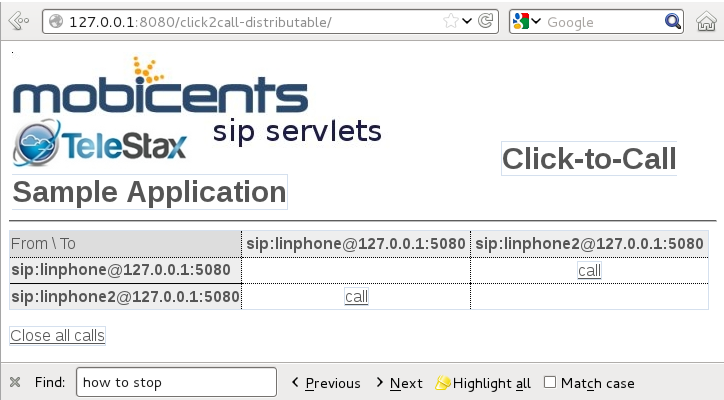 127.0.0.1:8080/click2call-distributable/ Google
mobicents
TeleStax sip servlets
Click-to-Call
Sample Application
From \ To sip:linphone@127.0.0.1:5080 sip:linphone2@127.0.0.1:5080
sip:linphone@127.0.0.1:5080 call
sip:linphone2@127.0.0.1:5080 call
Close all calls
Find: how to stop Previous Next Highlight all Match case